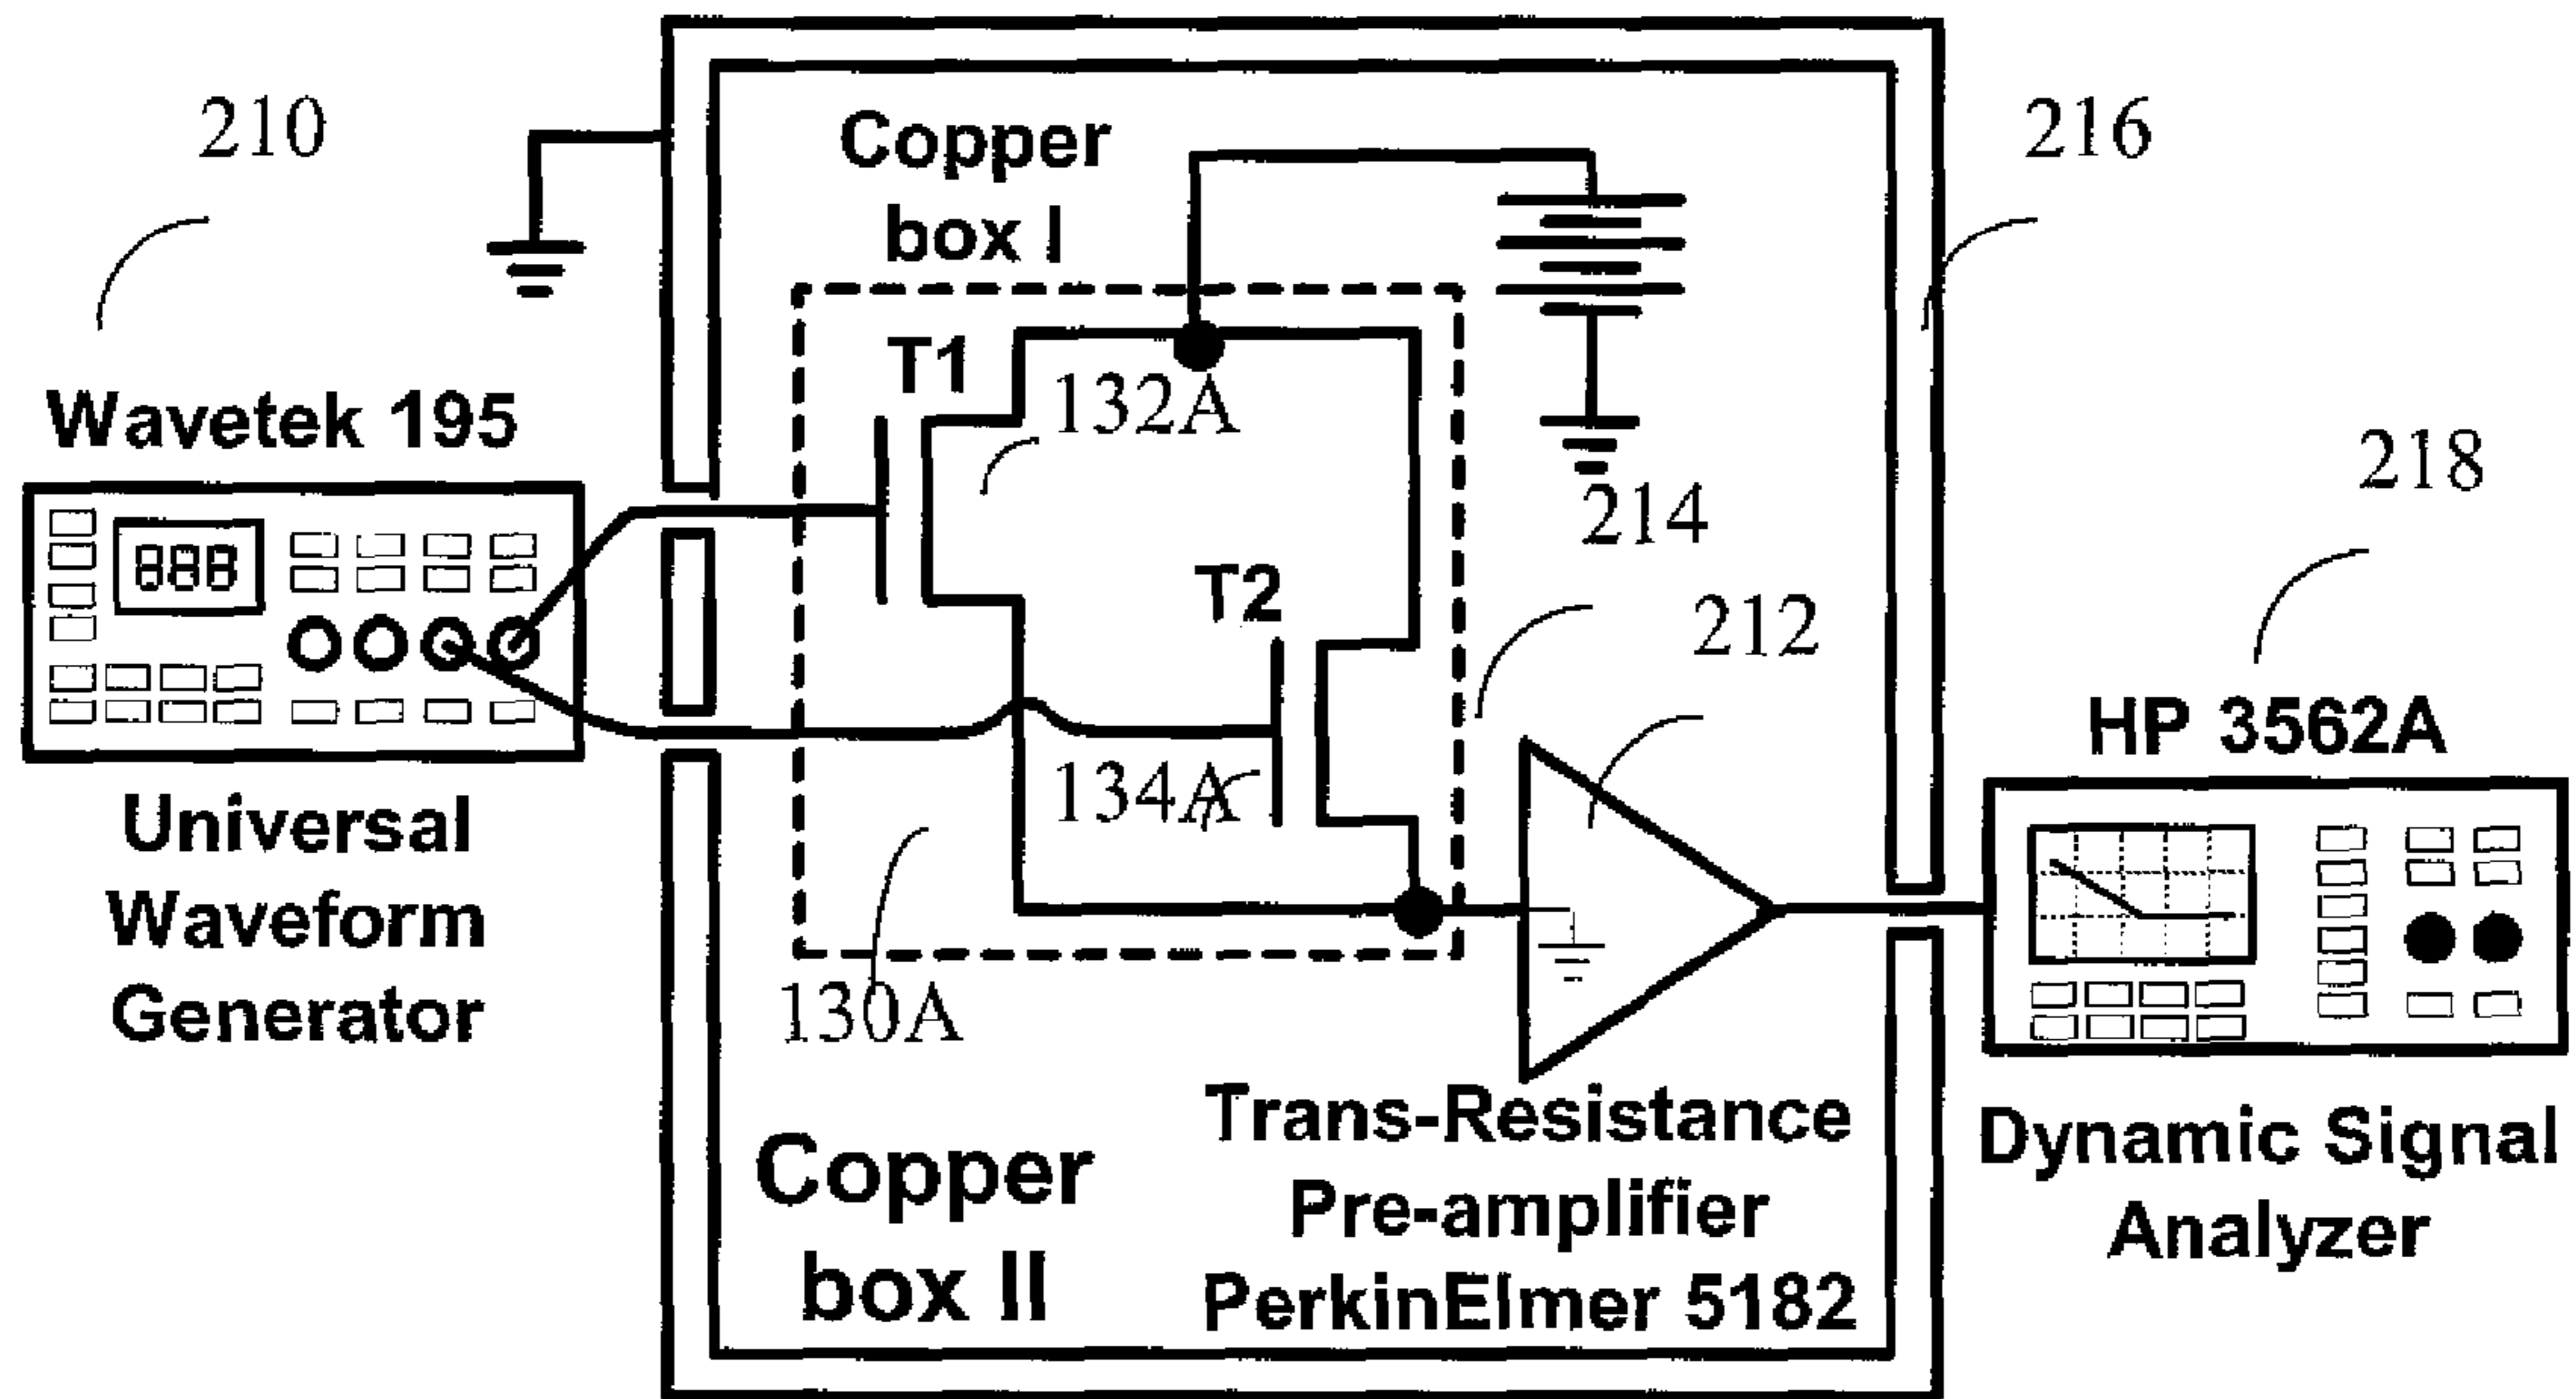 210
Copper
box I
216
T1
132A
Wavetek 195
218
888
214
T2
212
HP 3562A
134A
Universal
Waveform
Generator
130A
Trans-Resistance
Pre-amplifier
PerkinElmer 5182
Copper
box II
Dynamic Signal
Analyzer